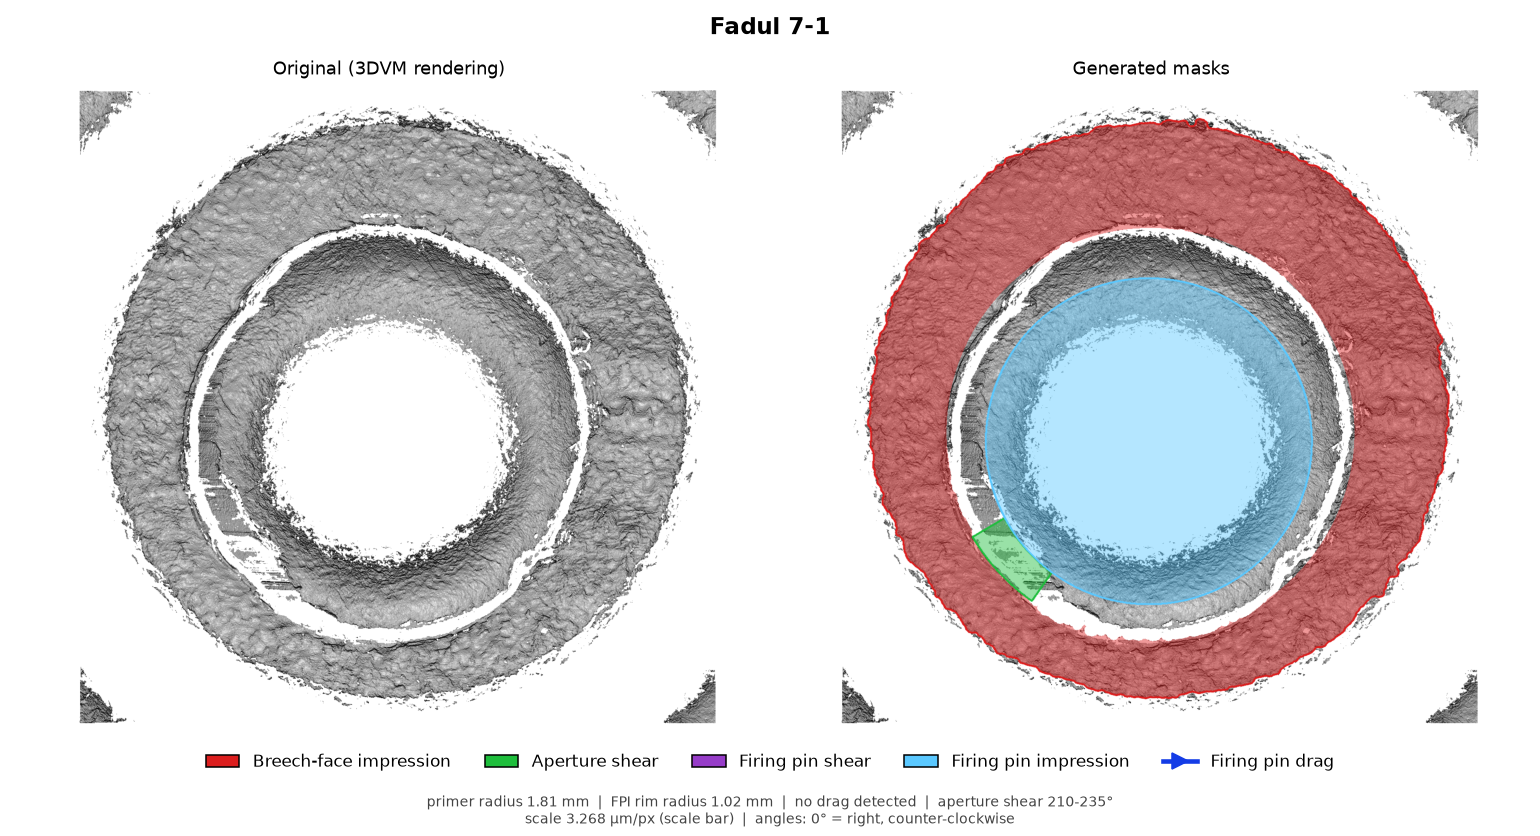 Fadul 7-1
Original (3DVM rendering)
Generated masks
Breech-face impression
Aperture shear
Firing pin shear
Firing pin impression
Firing pin drag
primer radius 1.81 mm | FPI rim radius 1.02 mm | no drag detected | aperture shear 210-235°
scale 3.268 µm/px (scale bar) | angles: 0° = right, counter-clockwise